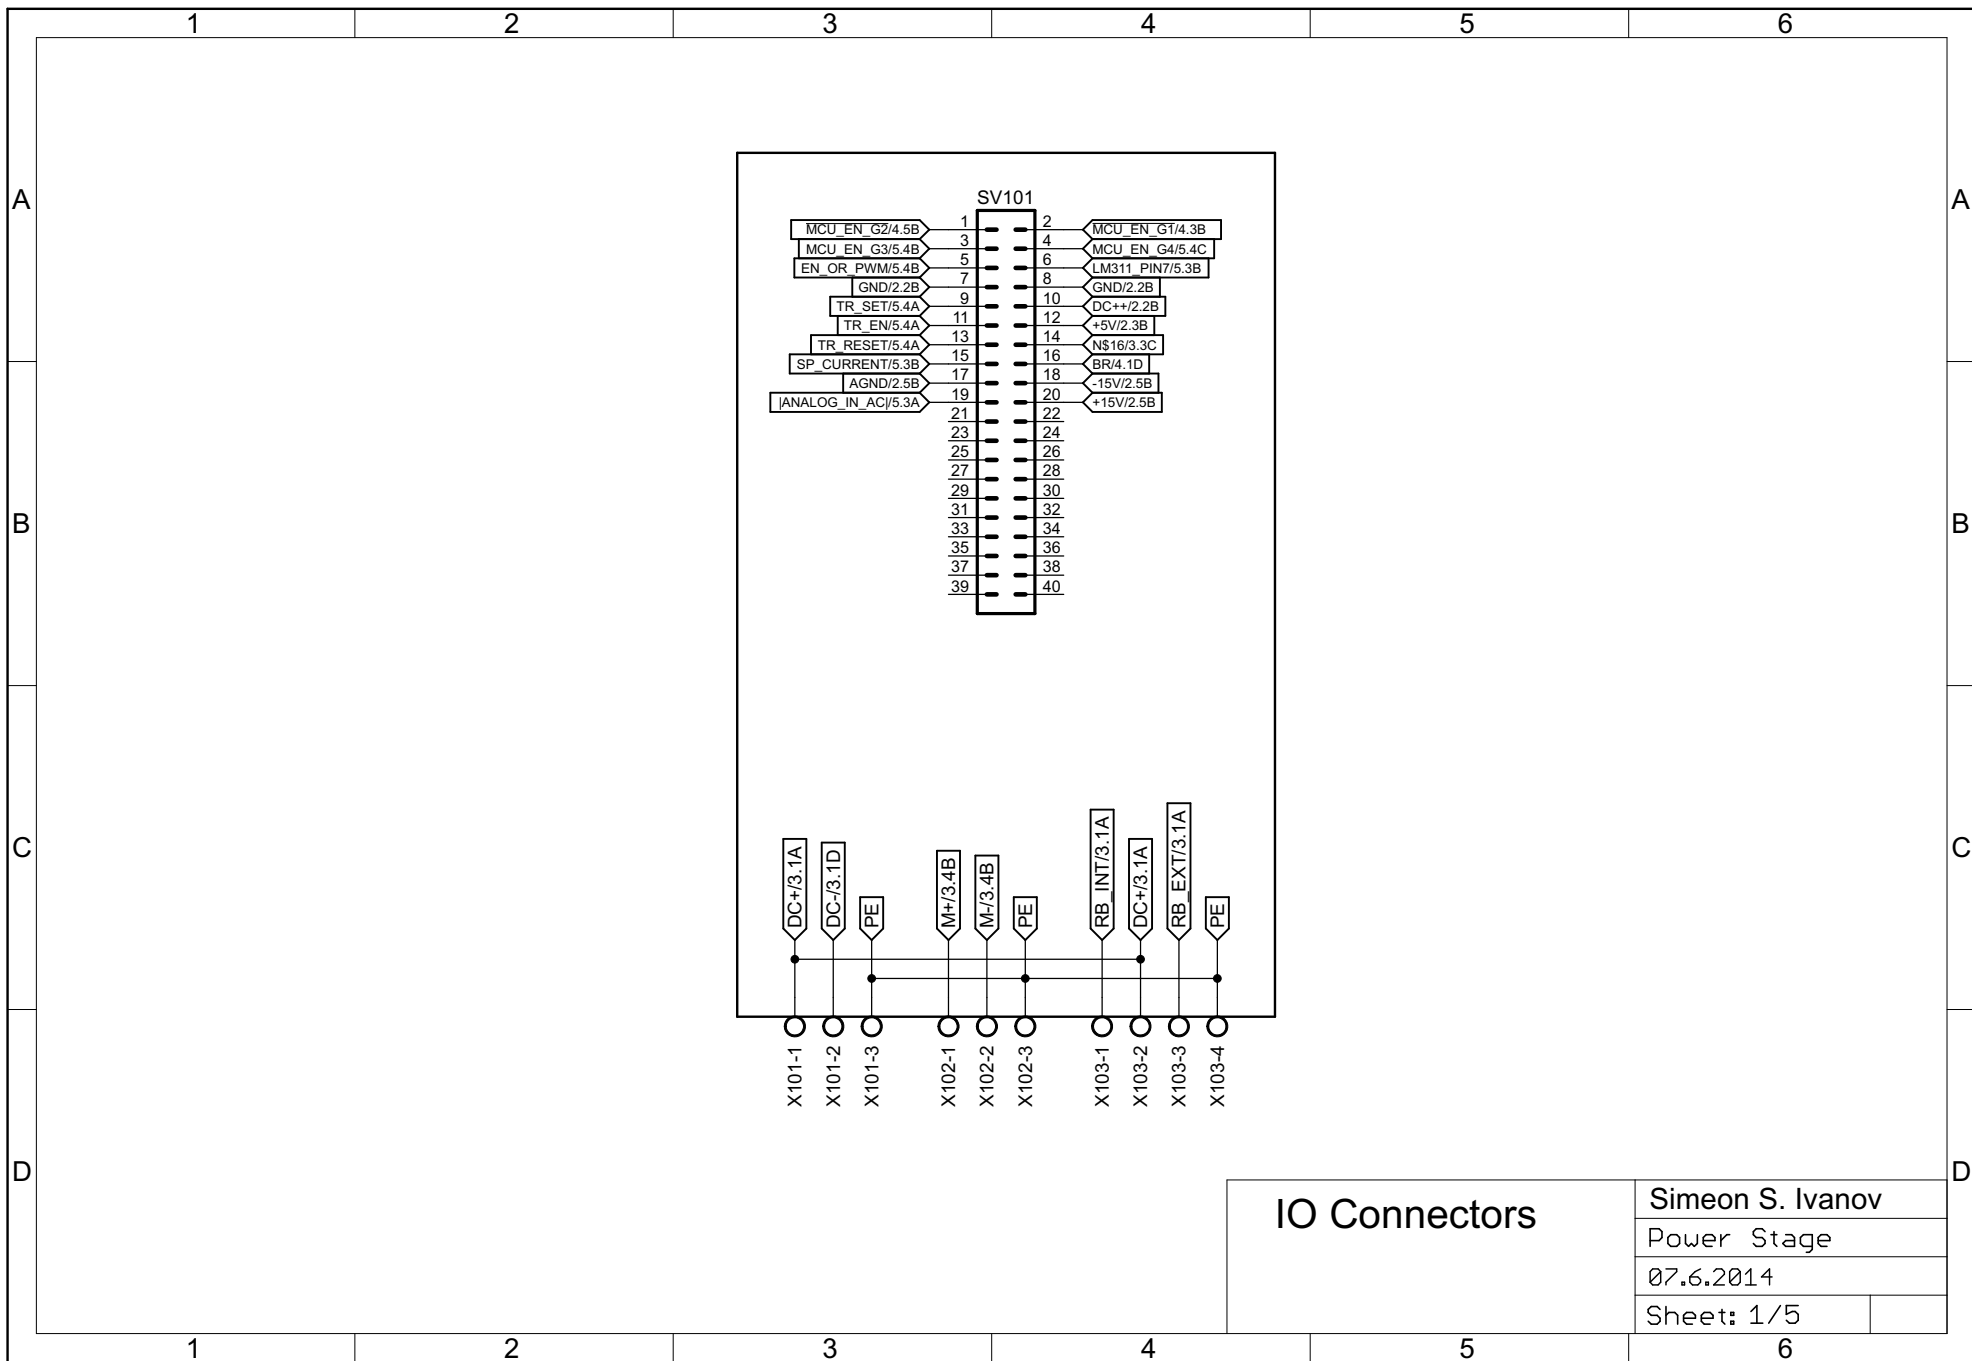 1 2 3 4 5 6
A A
SV101
MCU_EN_G2/4.5B 1 2 MCU_EN_G1/4.3B
MCU_EN_G3/5.4B 3 4 MCU_EN_G4/5.4C
EN_OR_PWM/5.4B 5 6 LM311_PIN7/5.3B
GND/2.2B 7 8 GND/2.2B
TR_SET/5.4A 9 10 DC++/2.2B
TR_EN/5.4A 11 12 +5V/2.3B
TR_RESET/5.4A 13 14 N$16/3.3C
SP_CURRENT/5.3B 15 16 BR/4.1D
AGND/2.5B 17 18 -15V/2.5B
|ANALOG_IN_AC|/5.3A 19 20 +15V/2.5B
21 22
23 24
25 26
27 28
29 30
31 32
B B
33 34
35 36
37 38
39 40
C C
DC+/3.1A DC-/3.1D PE M+/3.4B M-/3.4B PE RB_INT/3.1A DC+/3.1A RB_EXT/3.1A PE
X101-1 X101-2 X101-3 X102-1 X102-2 X102-3 X103-1 X103-2 X103-3 X103-4
D D
IO Connectors
Simeon S. Ivanov
Power Stage
07.6.2014
Sheet: 1/5
1 2 3 4 5 6